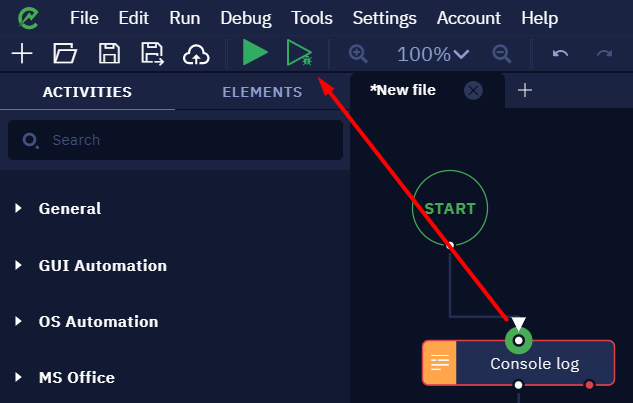 File Edit Run Debug Tools Settings Account Help
100%
ACTIVITIES ELEMENTS *New file
Search
General
START
GUI Automation
OS Automation
Console log
MS Office